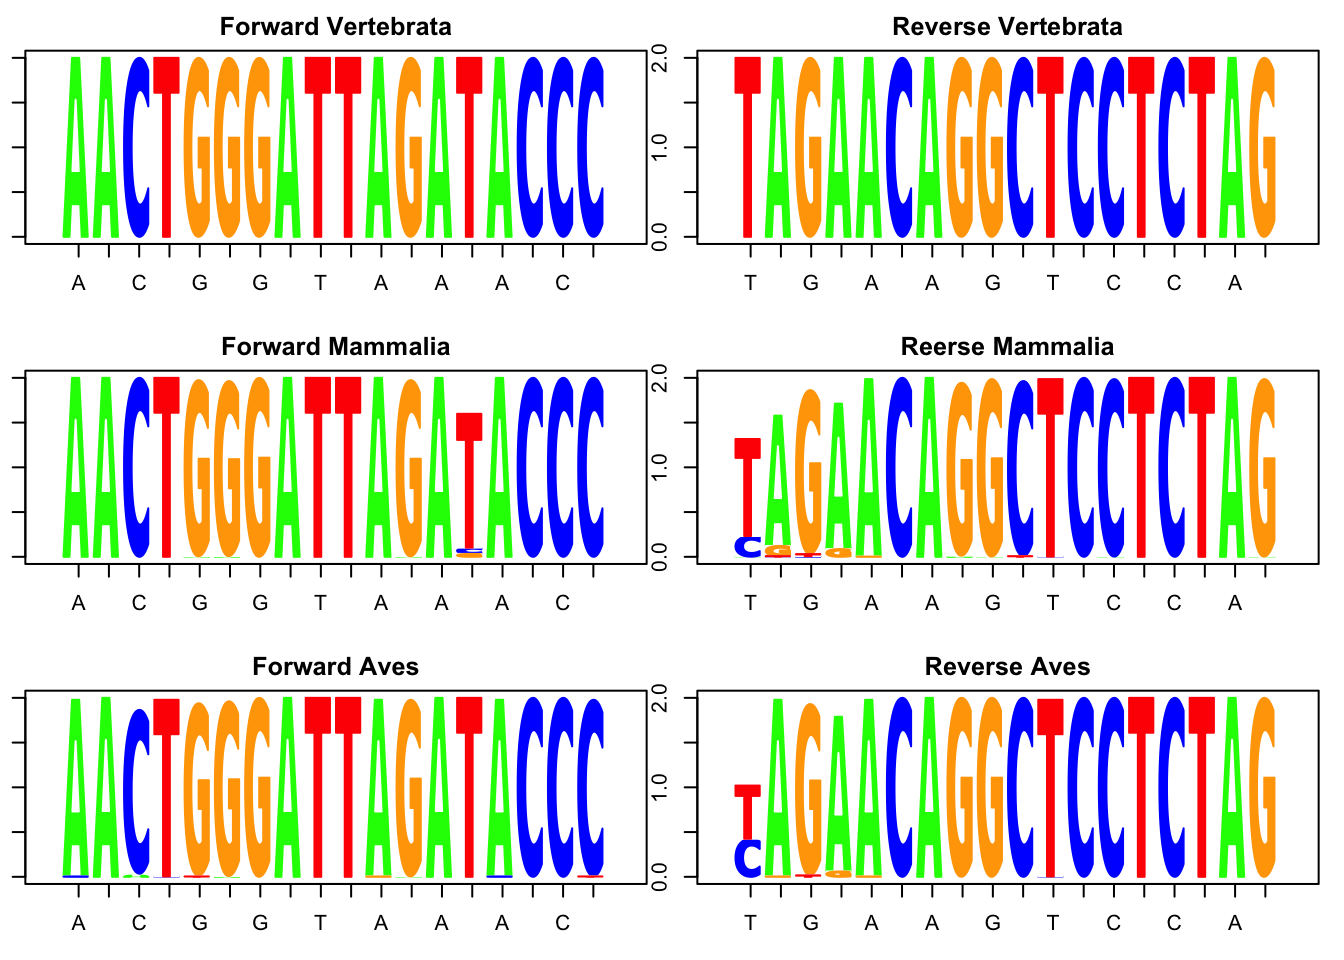 Forward Vertebrata
AACTGGGATTAGATACCC
A C G G T A A A C
Reverse Vertebrata
2.0
1.0
0.0
TAGAACAGGCTCCTCTAG
T G A A G T C C A
Forward Mammalia
AACTGGGATTAGATACCC
A C G G T A A A C
Reerse Mammalia
2.0
1.0
0.0
TAGAACAGGCTCCTCTAG
C G G
T G A A G T C C A
Forward Aves
AACTGGGATTAGATACCC
A C G G T A A A C
Reverse Aves
2.0
1.0
0.0
TAGAACAGGCTCCTCTAG
C G
T G A A G T C C A